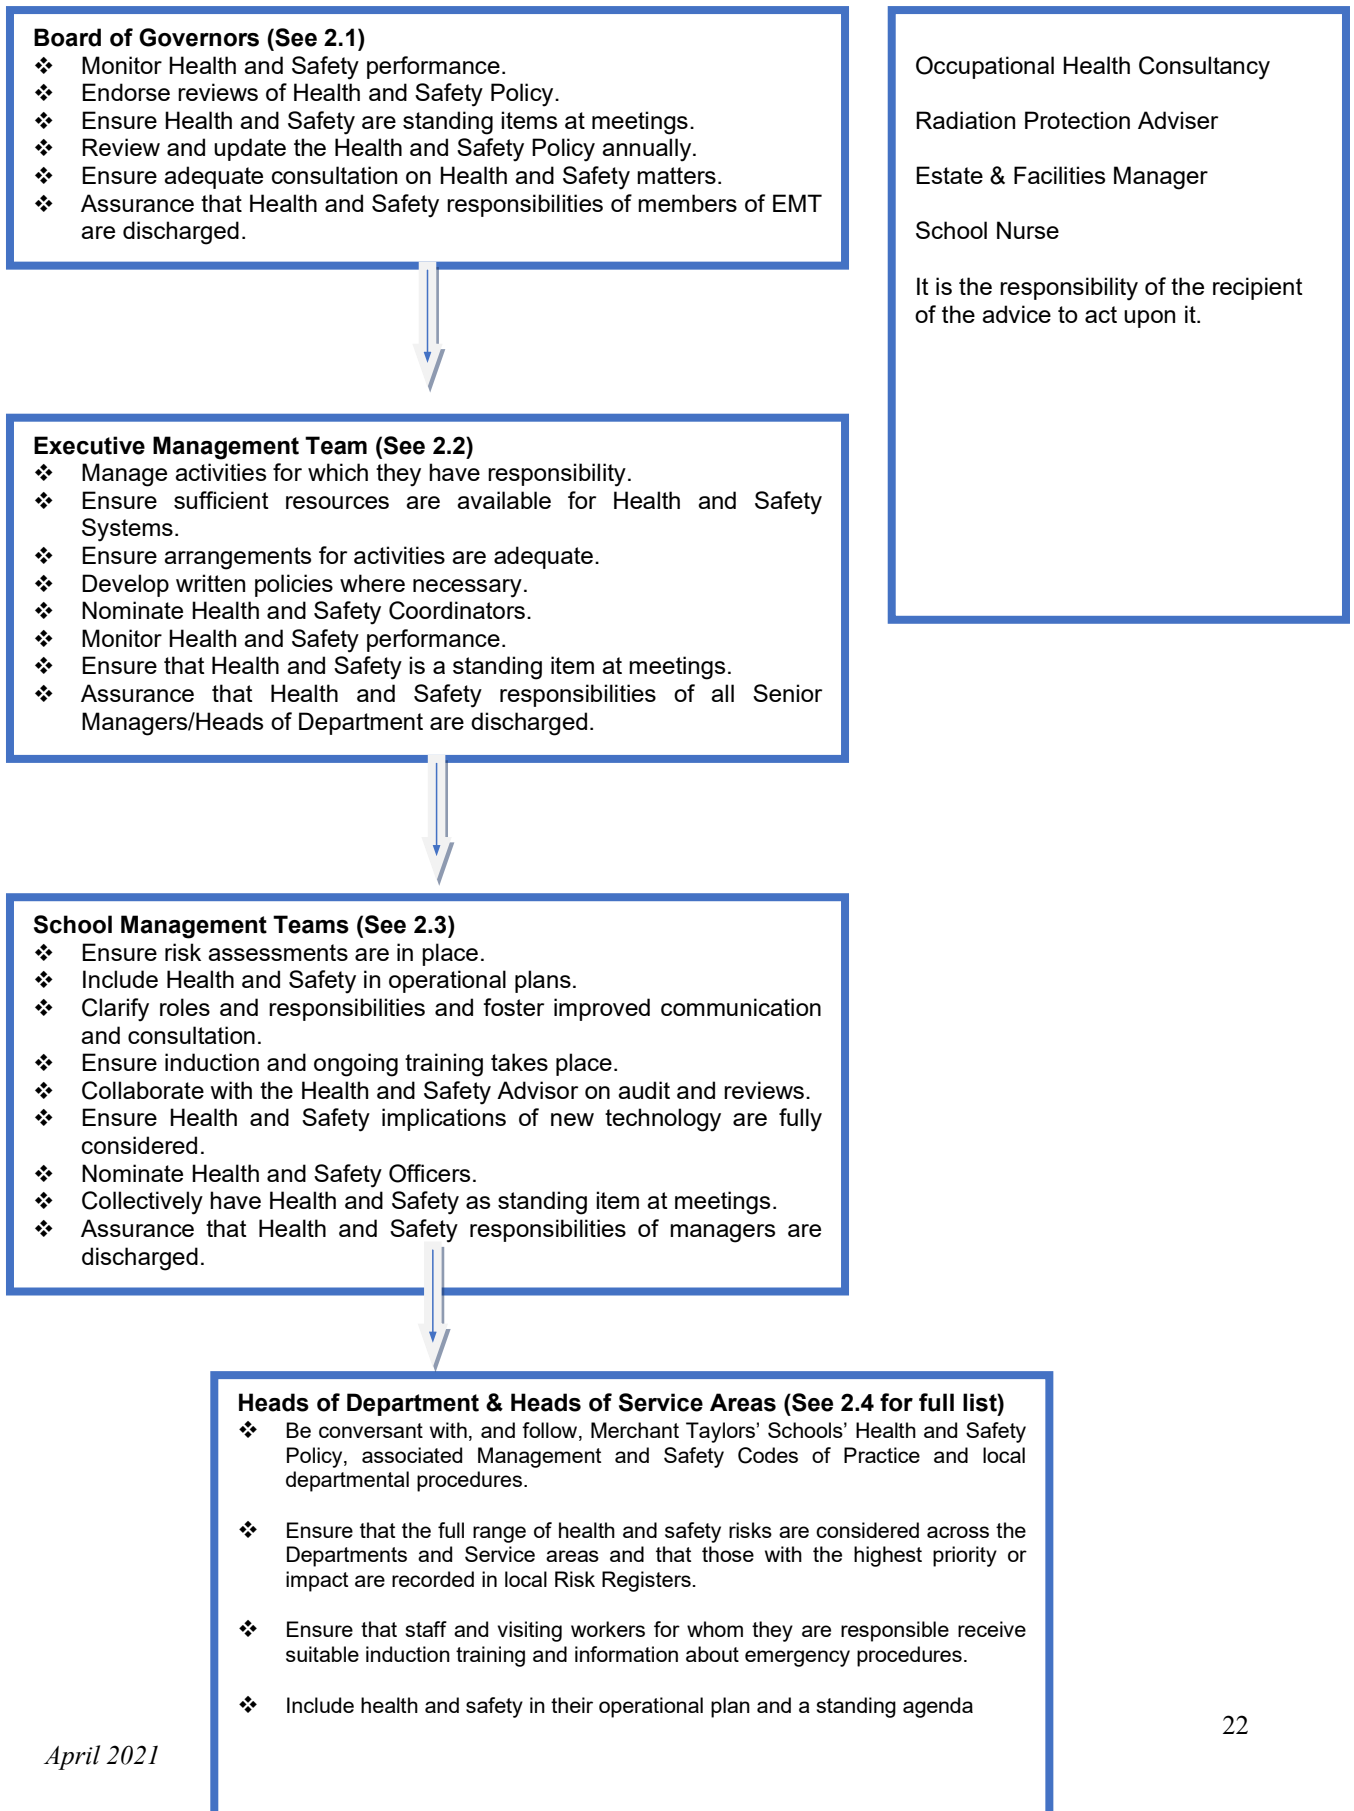 Board of Governors (See 2.1)
❖ Monitor Health and Safety performance.
❖ Endorse reviews of Health and Safety Policy.
❖ Ensure Health and Safety are standing items at meetings.
❖ Review and update the Health and Safety Policy annually.
❖ Ensure adequate consultation on Health and Safety matters.
❖ Assurance that Health and Safety responsibilities of members of EMT
are discharged.
Occupational Health Consultancy
Radiation Protection Adviser
Estate & Facilities Manager
School Nurse
It is the responsibility of the recipient
of the advice to act upon it.
Executive Management Team (See 2.2)
❖ Manage activities for which they have responsibility.
❖ Ensure sufficient resources are available for Health and Safety
Systems.
❖ Ensure arrangements for activities are adequate.
❖ Develop written policies where necessary.
❖ Nominate Health and Safety Coordinators.
❖ Monitor Health and Safety performance.
❖ Ensure that Health and Safety is a standing item at meetings.
❖ Assurance that Health and Safety responsibilities of all Senior
Managers/Heads of Department are discharged.
School Management Teams (See 2.3)
❖ Ensure risk assessments are in place.
❖ Include Health and Safety in operational plans.
❖ Clarify roles and responsibilities and foster improved communication
and consultation.
❖ Ensure induction and ongoing training takes place.
❖ Collaborate with the Health and Safety Advisor on audit and reviews.
❖ Ensure Health and Safety implications of new technology are fully
considered.
❖ Nominate Health and Safety Officers.
❖ Collectively have Health and Safety as standing item at meetings.
❖ Assurance that Health and Safety responsibilities of managers are
discharged.
Heads of Department & Heads of Service Areas (See 2.4 for full list)
❖ Be conversant with, and follow, Merchant Taylors’ Schools’ Health and Safety
Policy, associated Management and Safety Codes of Practice and local
departmental procedures.
❖ Ensure that the full range of health and safety risks are considered across the
Departments and Service areas and that those with the highest priority or
impact are recorded in local Risk Registers.
❖ Ensure that staff and visiting workers for whom they are responsible receive
suitable induction training and information about emergency procedures.
❖ Include health and safety in their operational plan and a standing agenda
22
April 2021